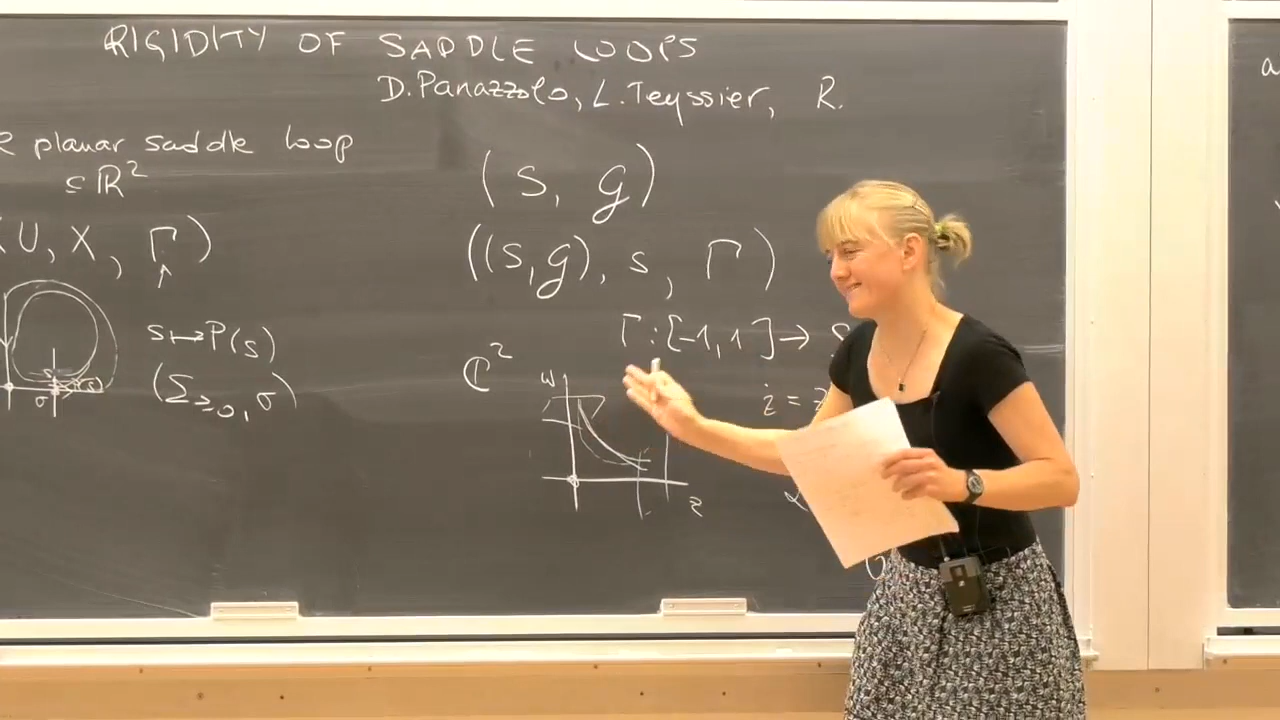 RIGIDITY OF SADDLE LOOPS
D. Panazzolo, L. Teyssier, R.
planar saddle loop
⊆ ℝ²
(U, X, Γ)
↑
s ↦ P(s)
(Σ≥0, σ)
σ
(S, G)
((S,G), s, Γ)
Γ: [-1,1] →
ℂ²
w
ż =
z